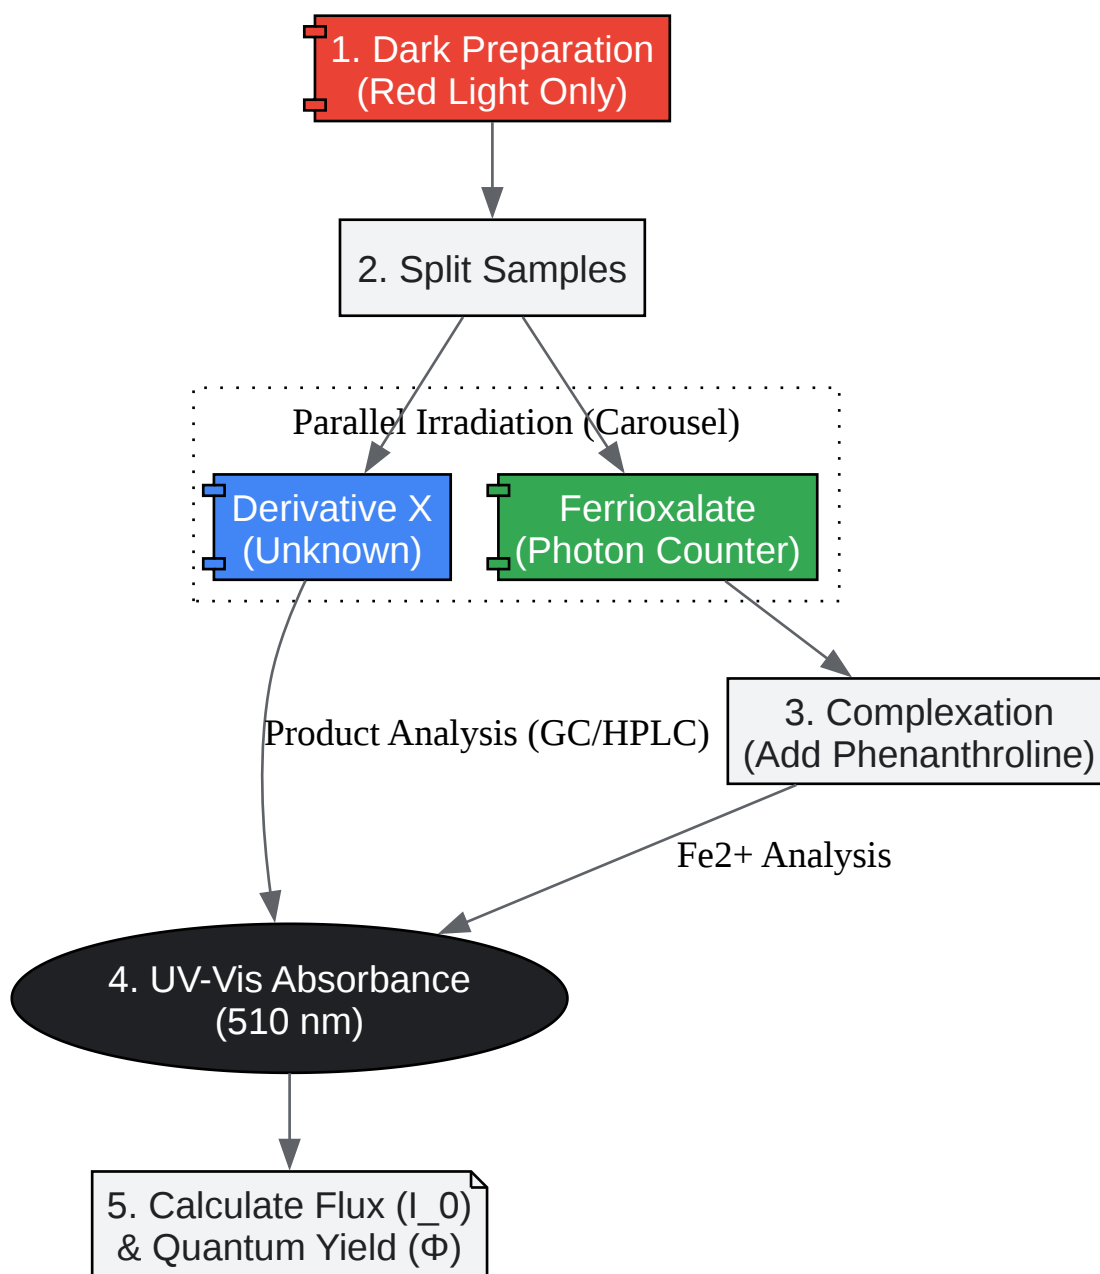 1. Dark Preparation
(Red Light Only)
2. Split Samples
Parallel Irradiation (Carousel)
Derivative X
(Unknown)
Ferrioxalate
(Photon Counter)
Product Analysis (GC/HPLC)
3. Complexation
(Add Phenanthroline)
Fe2+ Analysis
4. UV-Vis Absorbance
(510 nm)
5. Calculate Flux (I_0)
& Quantum Yield (Φ)